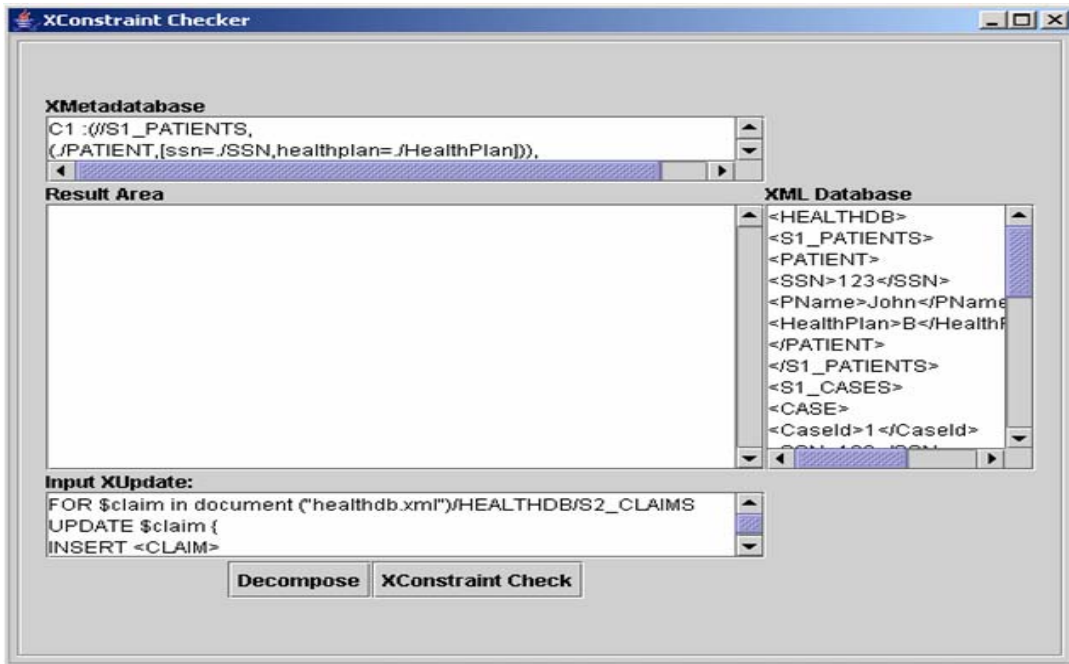 XConstraint Checker
XMetadatabase
C1 :(//S1_PATIENTS,
(./PATIENT,[ssn=./SSN,healthplan=./HealthPlan])),
Result Area
XML Database
<HEALTHDB>
<S1_PATIENTS>
<PATIENT>
<SSN>123</SSN>
<PName>John</PName
<HealthPlan>B</HealthP
</PATIENT>
</S1_PATIENTS>
<S1_CASES>
<CASE>
<CaseId>1</CaseId>
Input XUpdate:
FOR $claim in document ("healthdb.xml")/HEALTHDB/S2_CLAIMS
UPDATE $claim {
INSERT <CLAIM>
Decompose
XConstraint Check